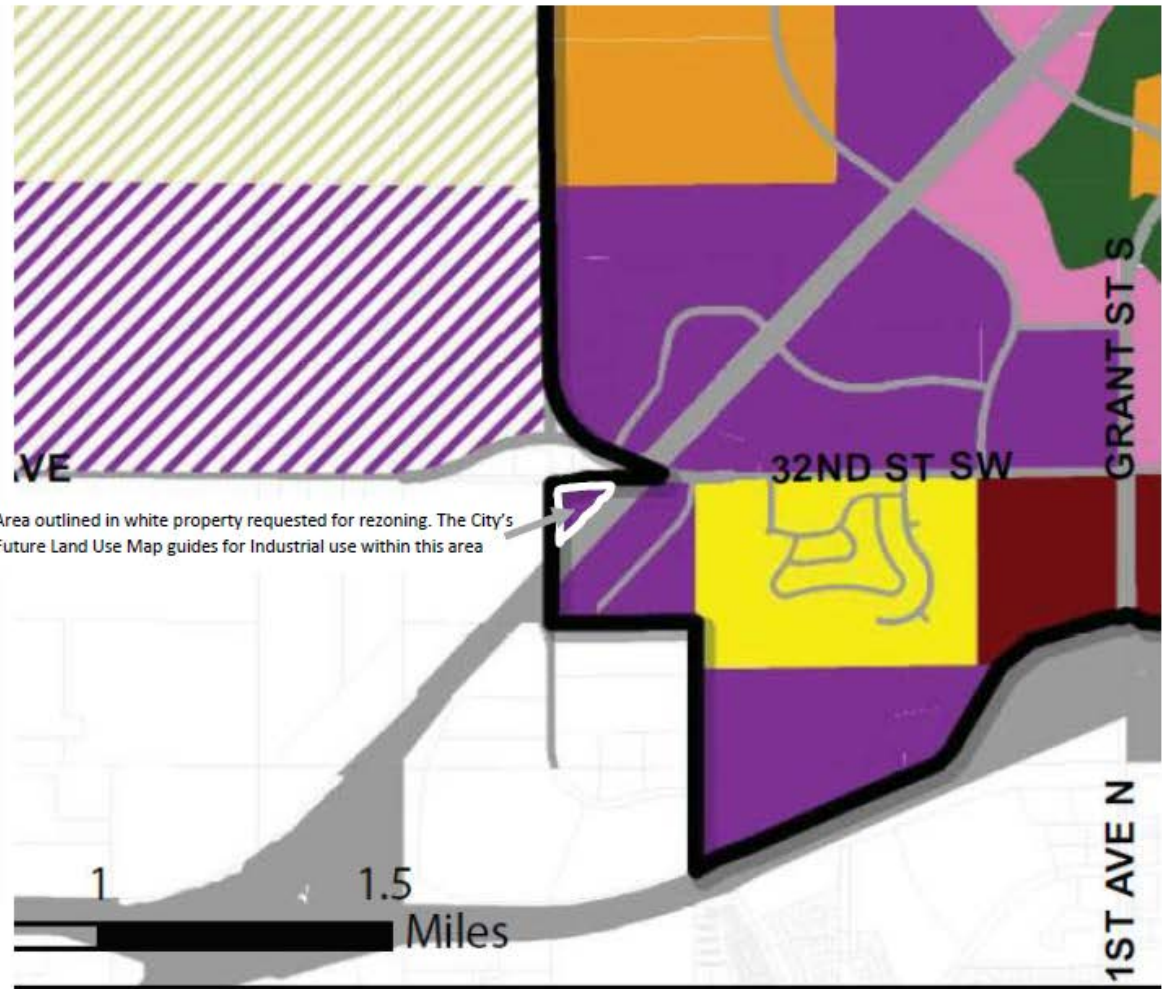 GRANT ST S
VE
32ND ST SW
Area outlined in white property requested for rezoning. The City's
Future Land Use Map guides for Industrial use within this area
1ST AVE N
1
1.5
Miles